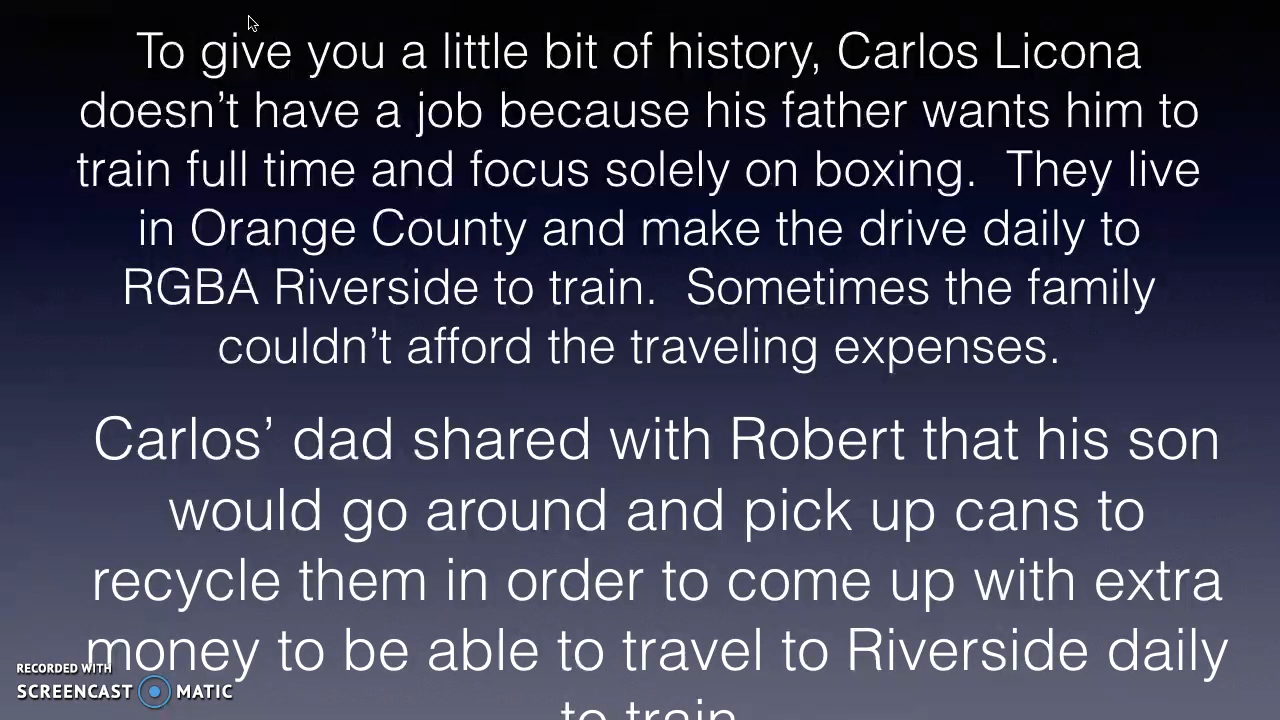 To give you a little bit of history, Carlos Licona
doesn’t have a job because his father wants him to
train full time and focus solely on boxing.  They live
in Orange County and make the drive daily to
RGBA Riverside to train.  Sometimes the family
couldn’t afford the traveling expenses.
Carlos’ dad shared with Robert that his son
would go around and pick up cans to
recycle them in order to come up with extra
money to be able to travel to Riverside daily
to train
RECORDED WITH
SCREENCAST MATIC